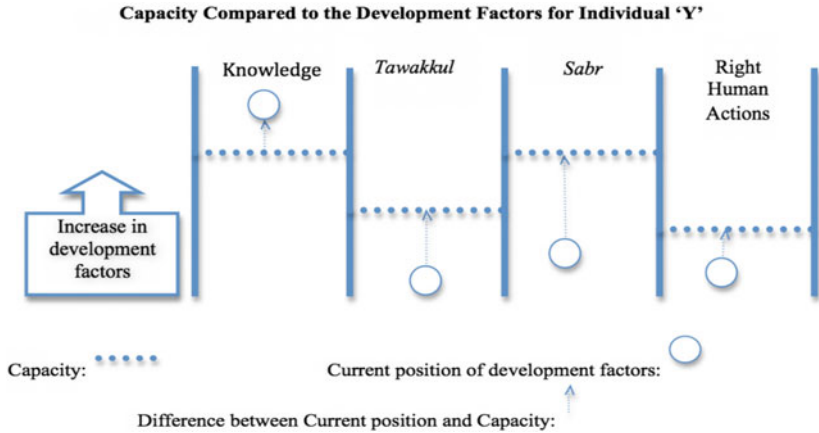 Capacity Compared to the Development Factors for Individual ‘Y’
Knowledge
Tawakkul
Sabr
Right
Human
Actions
Increase in
development
factors
Capacity:
Current position of development factors:
Difference between Current position and Capacity: